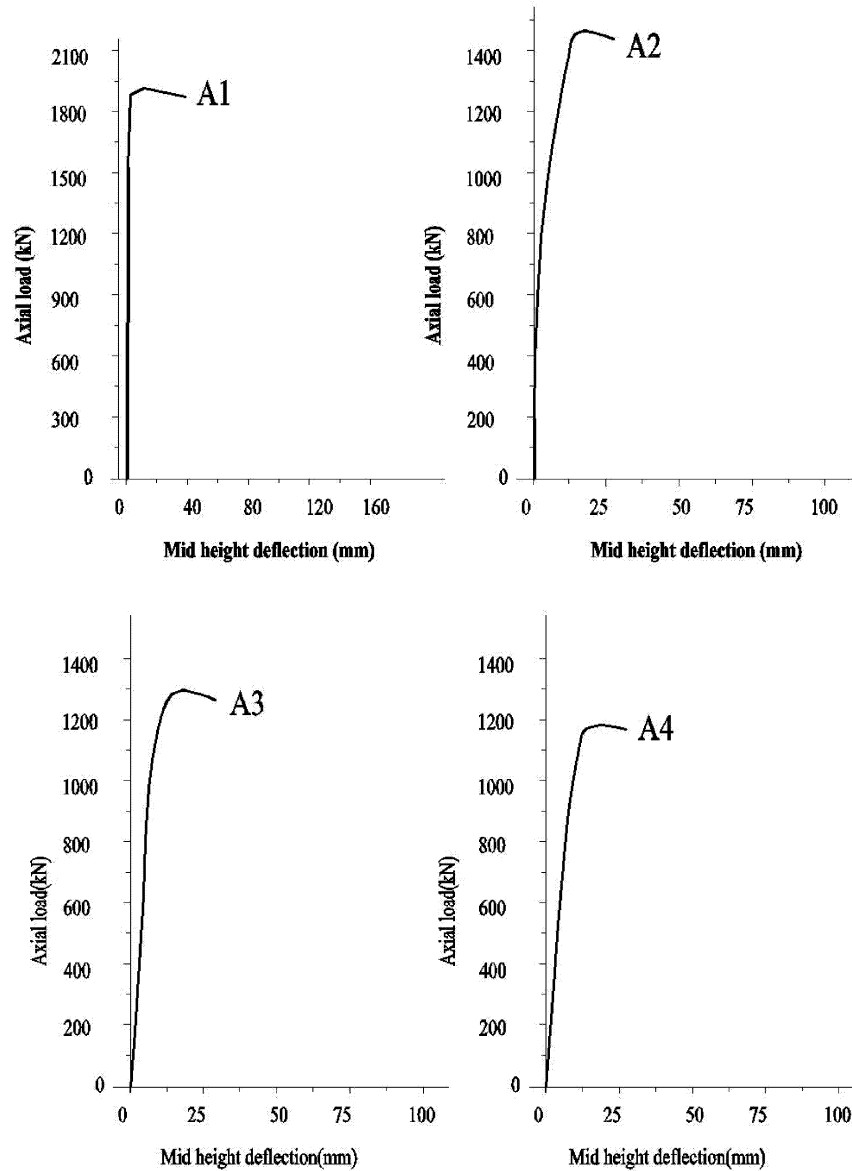 2100
1800
1500
1200
900
600
300
0
Axial load (kN)
A1
0 40 80 120 160
Mid height deflection (mm)
1400
1200
1000
800
600
400
200
0
Axial load (kN)
A2
0 25 50 75 100
Mid height deflection (mm)
1400
1200
1000
800
600
400
200
0
Axial load(kN)
A3
0 25 50 75 100
Mid height deflection(mm)
1400
1200
1000
800
600
400
200
0
Axial load(kN)
A4
0 25 50 75 100
Mid height deflection(mm)